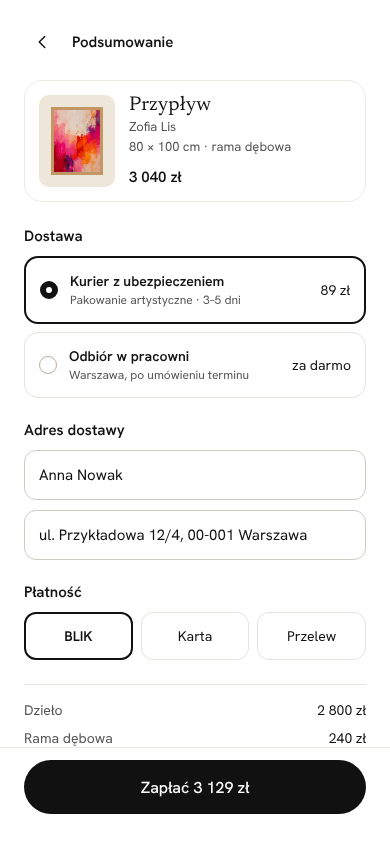 Podsumowanie
Przypływ
Zofia Lis
80 × 100 cm · rama dębowa
3 040 zł
Dostawa
Kurier z ubezpieczeniem
Pakowanie artystyczne · 3–5 dni
89 zł
Odbiór w pracowni
Warszawa, po umówieniu terminu
za darmo
Adres dostawy
Anna Nowak
ul. Przykładowa 12/4, 00-001 Warszawa
Płatność
BLIK Karta Przelew
Dzieło 2 800 zł
Rama dębowa 240 zł
Zapłać 3 129 zł